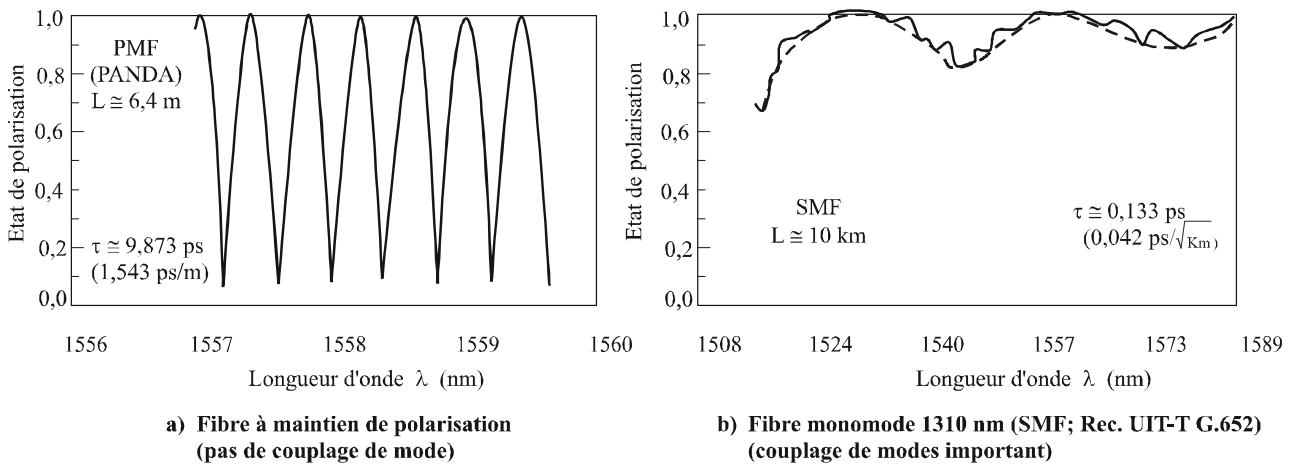 Etat de polarisation
1,0
0,8
0,6
0,4
0,2
0,0
PMF
(PANDA)
L ≅ 6,4 m
τ ≅ 9,873 ps
(1,543 ps/m)
1556 1557 1558 1559 1560
Longueur d'onde λ (nm)
a) Fibre à maintien de polarisation
(pas de couplage de mode)
Etat de polarisation
1,0
0,8
0,6
0,4
0,2
0,0
SMF
L ≅ 10 km
τ ≅ 0,133 ps
(0,042 ps/√Km)
1508 1524 1540 1557 1573 1589
Longueur d'onde λ (nm)
b) Fibre monomode 1310 nm (SMF; Rec. UIT-T G.652)
(couplage de modes important)